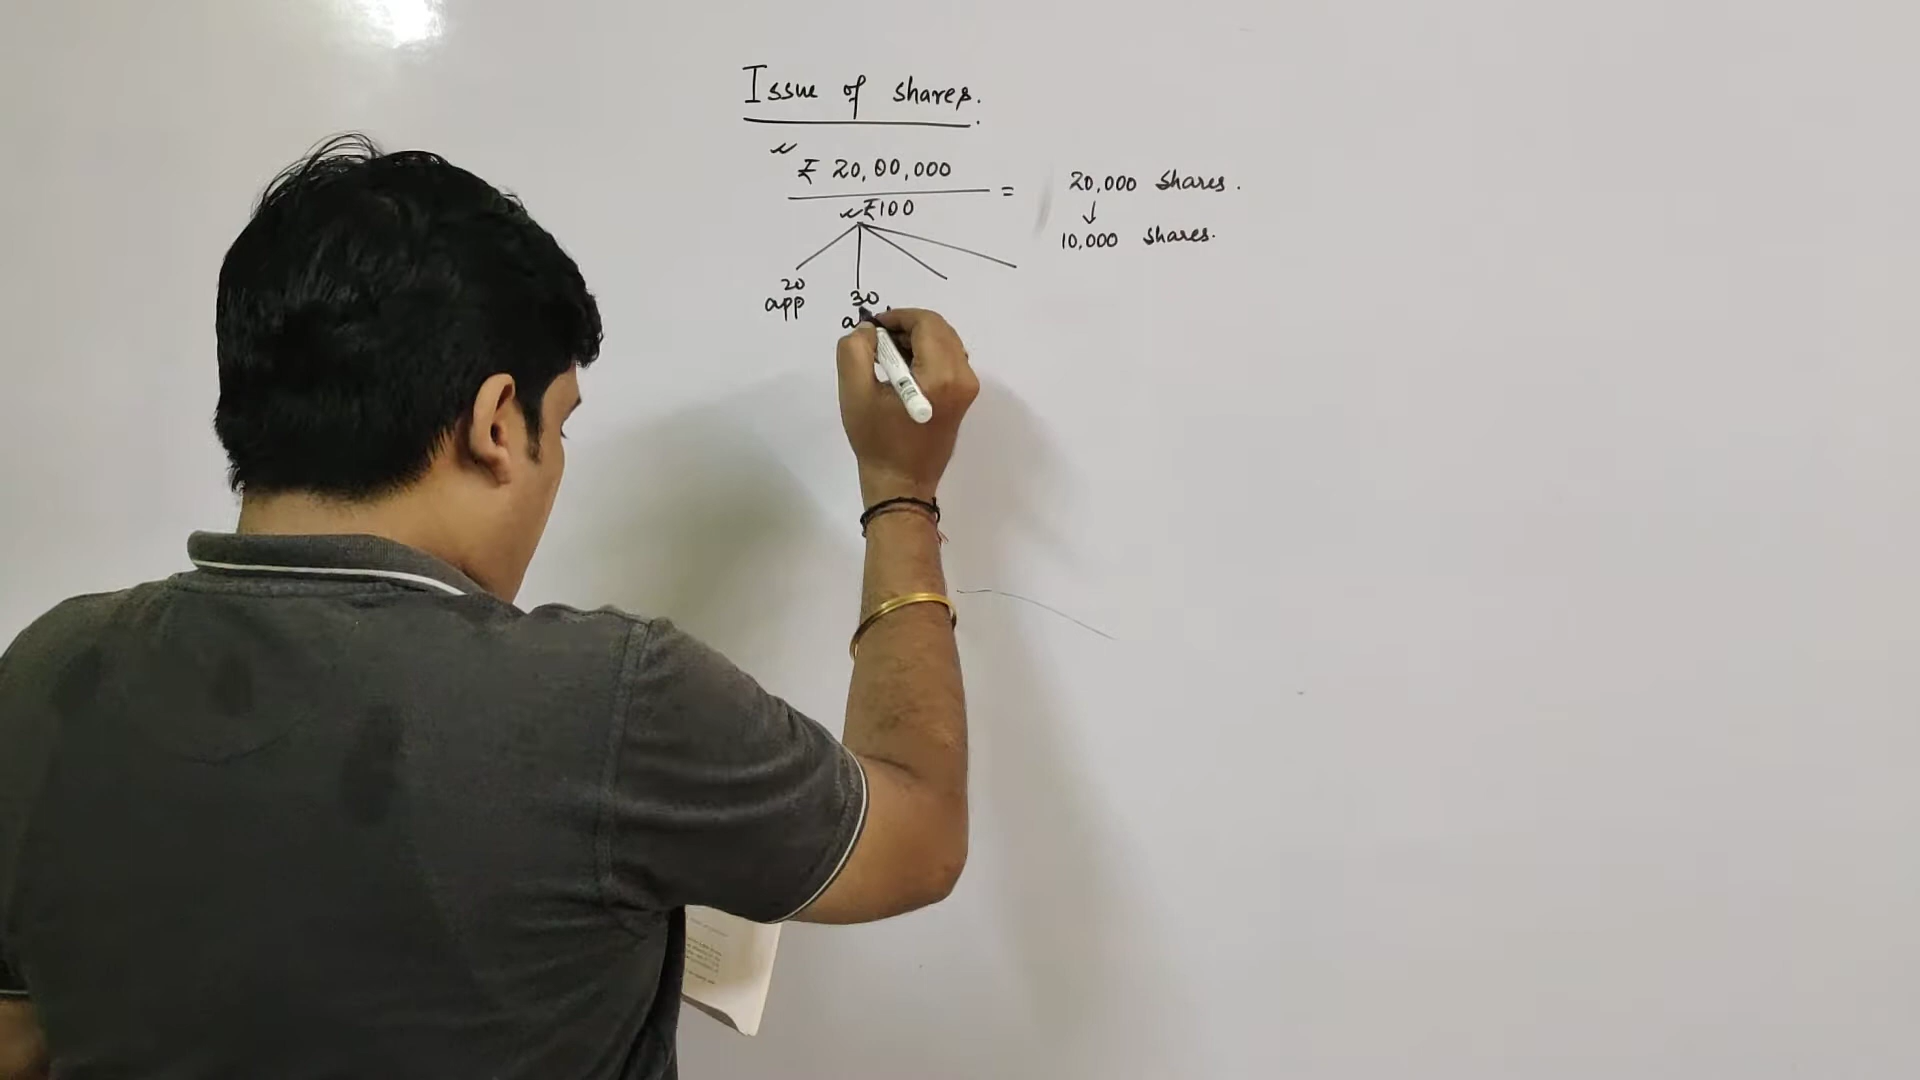 Issue of shares.
₹ 20,00,000
₹100
=
20,000 shares.
↓
10,000 shares.
20
app
30